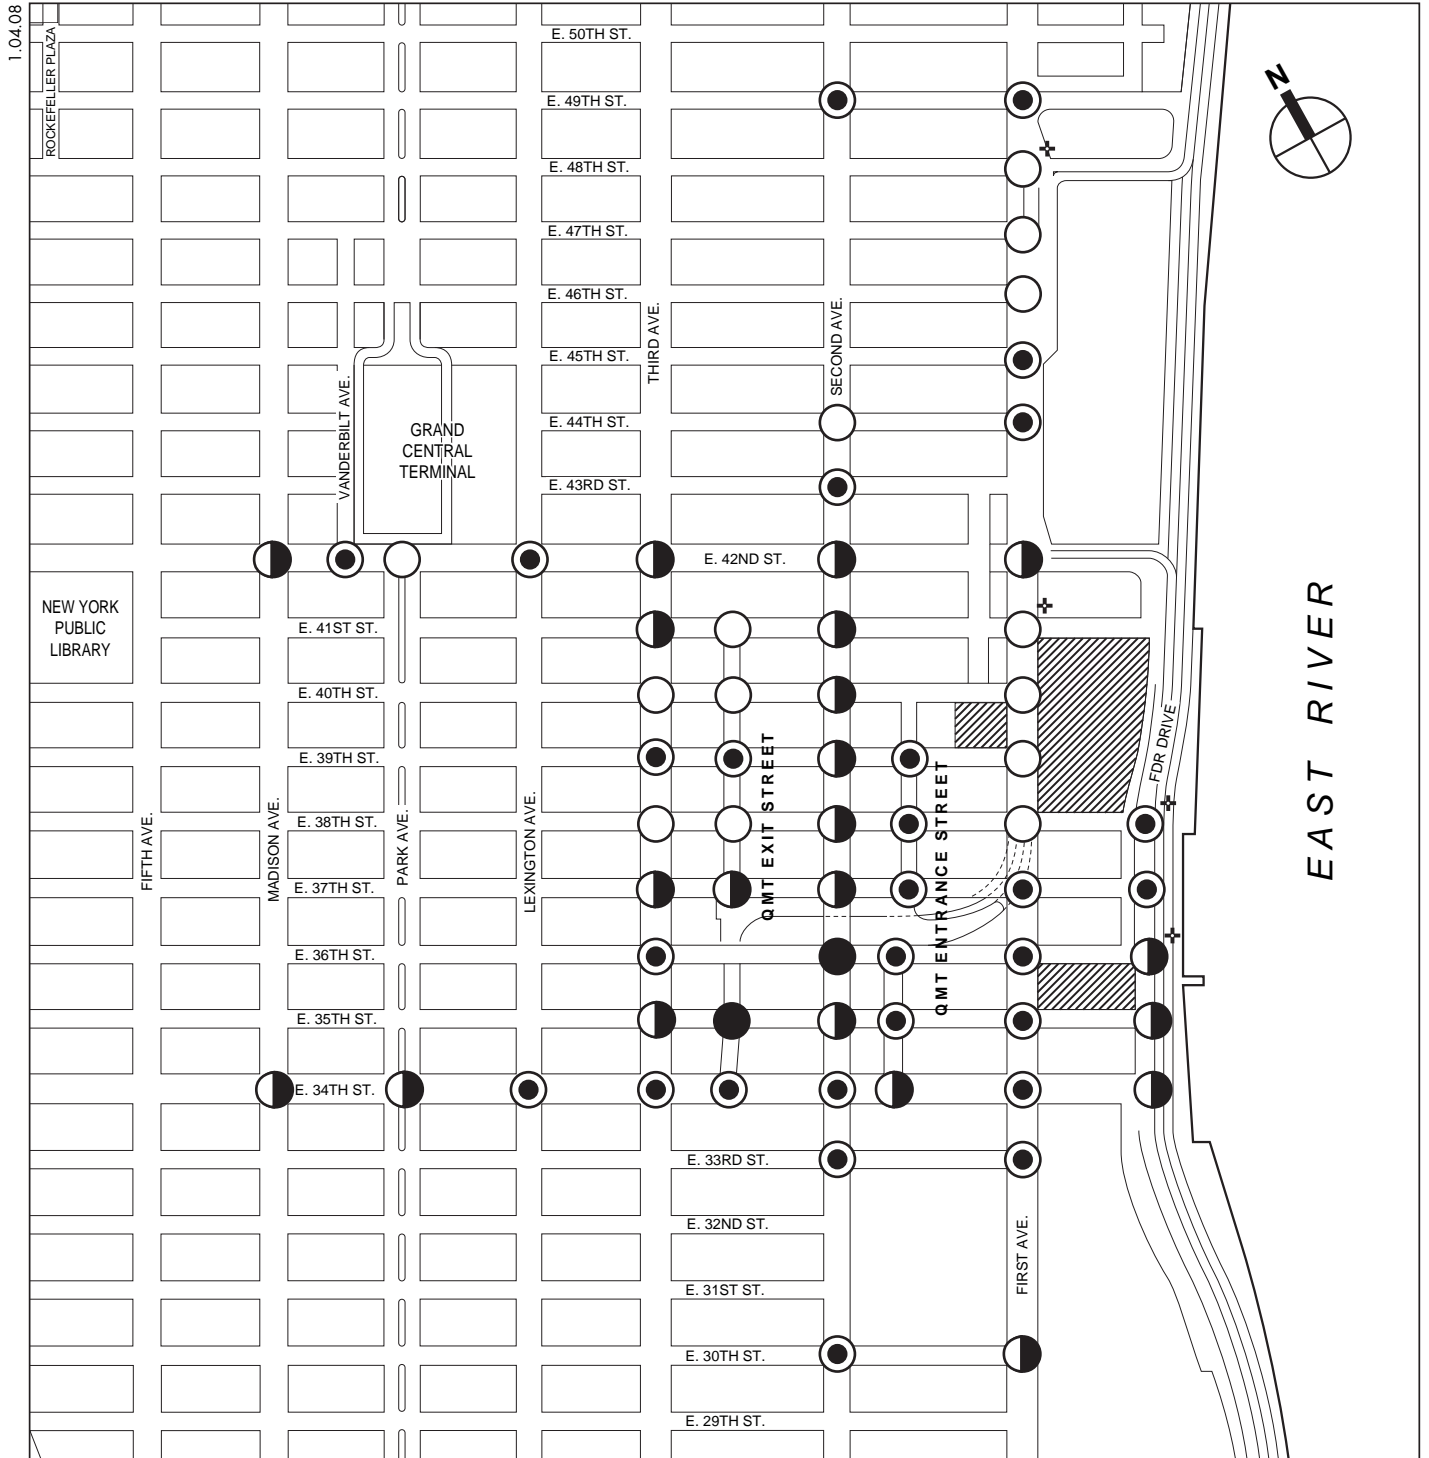 1.04.08
ROCKEFELLER PLAZA
E. 50TH ST.
N
E. 49TH ST.
E. 48TH ST.
E. 47TH ST.
E. 46TH ST.
THIRD AVE.
SECOND AVE.
E. 45TH ST.
VANDERBILT AVE.
GRAND
CENTRAL
TERMINAL
E. 44TH ST.
E. 43RD ST.
E. 42ND ST.
NEW YORK
PUBLIC
LIBRARY
E. 41ST ST.
E. 40TH ST.
E. 39TH ST.
QMT EXIT STREET
QMT ENTRANCE STREET
FDR DRIVE
EAST RIVER
FIFTH AVE.
MADISON AVE.
E. 38TH ST.
PARK AVE.
LEXINGTON AVE.
E. 37TH ST.
E. 36TH ST.
E. 35TH ST.
E. 34TH ST.
E. 33RD ST.
E. 32ND ST.
FIRST AVE.
E. 31ST ST.
E. 30TH ST.
E. 29TH ST.